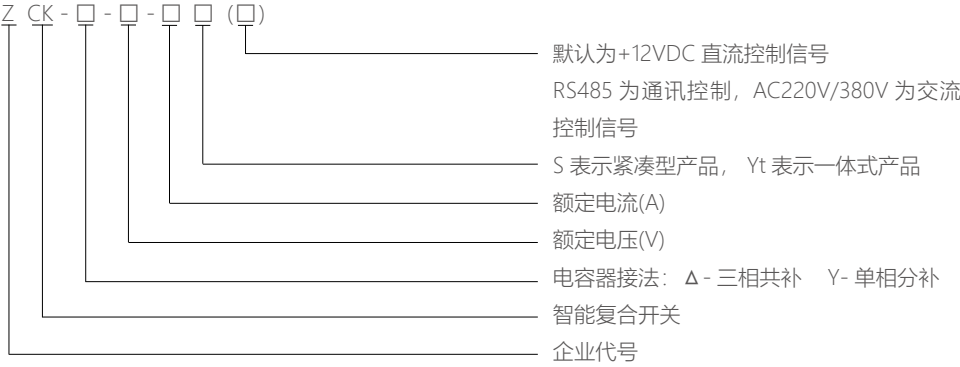 Z CK - □ - □ - □ □ (□)
默认为+12VDC 直流控制信号
RS485 为通讯控制，AC220V/380V 为交流
控制信号
S 表示紧凑型产品， Yt 表示一体式产品
额定电流(A)
额定电压(V)
电容器接法： Δ - 三相共补 Y- 单相分补
智能复合开关
企业代号